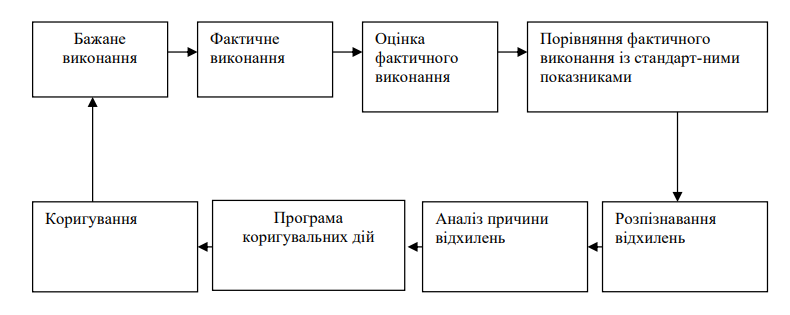 Бажане
виконання
Фактичне
виконання
Оцінка
фактичного
виконання
Порівняння фактичного
виконання із стандарт-ними
показниками
Розпізнавання
відхилень
Аналіз причини
відхилень
Програма
коригувальних дій
Коригування